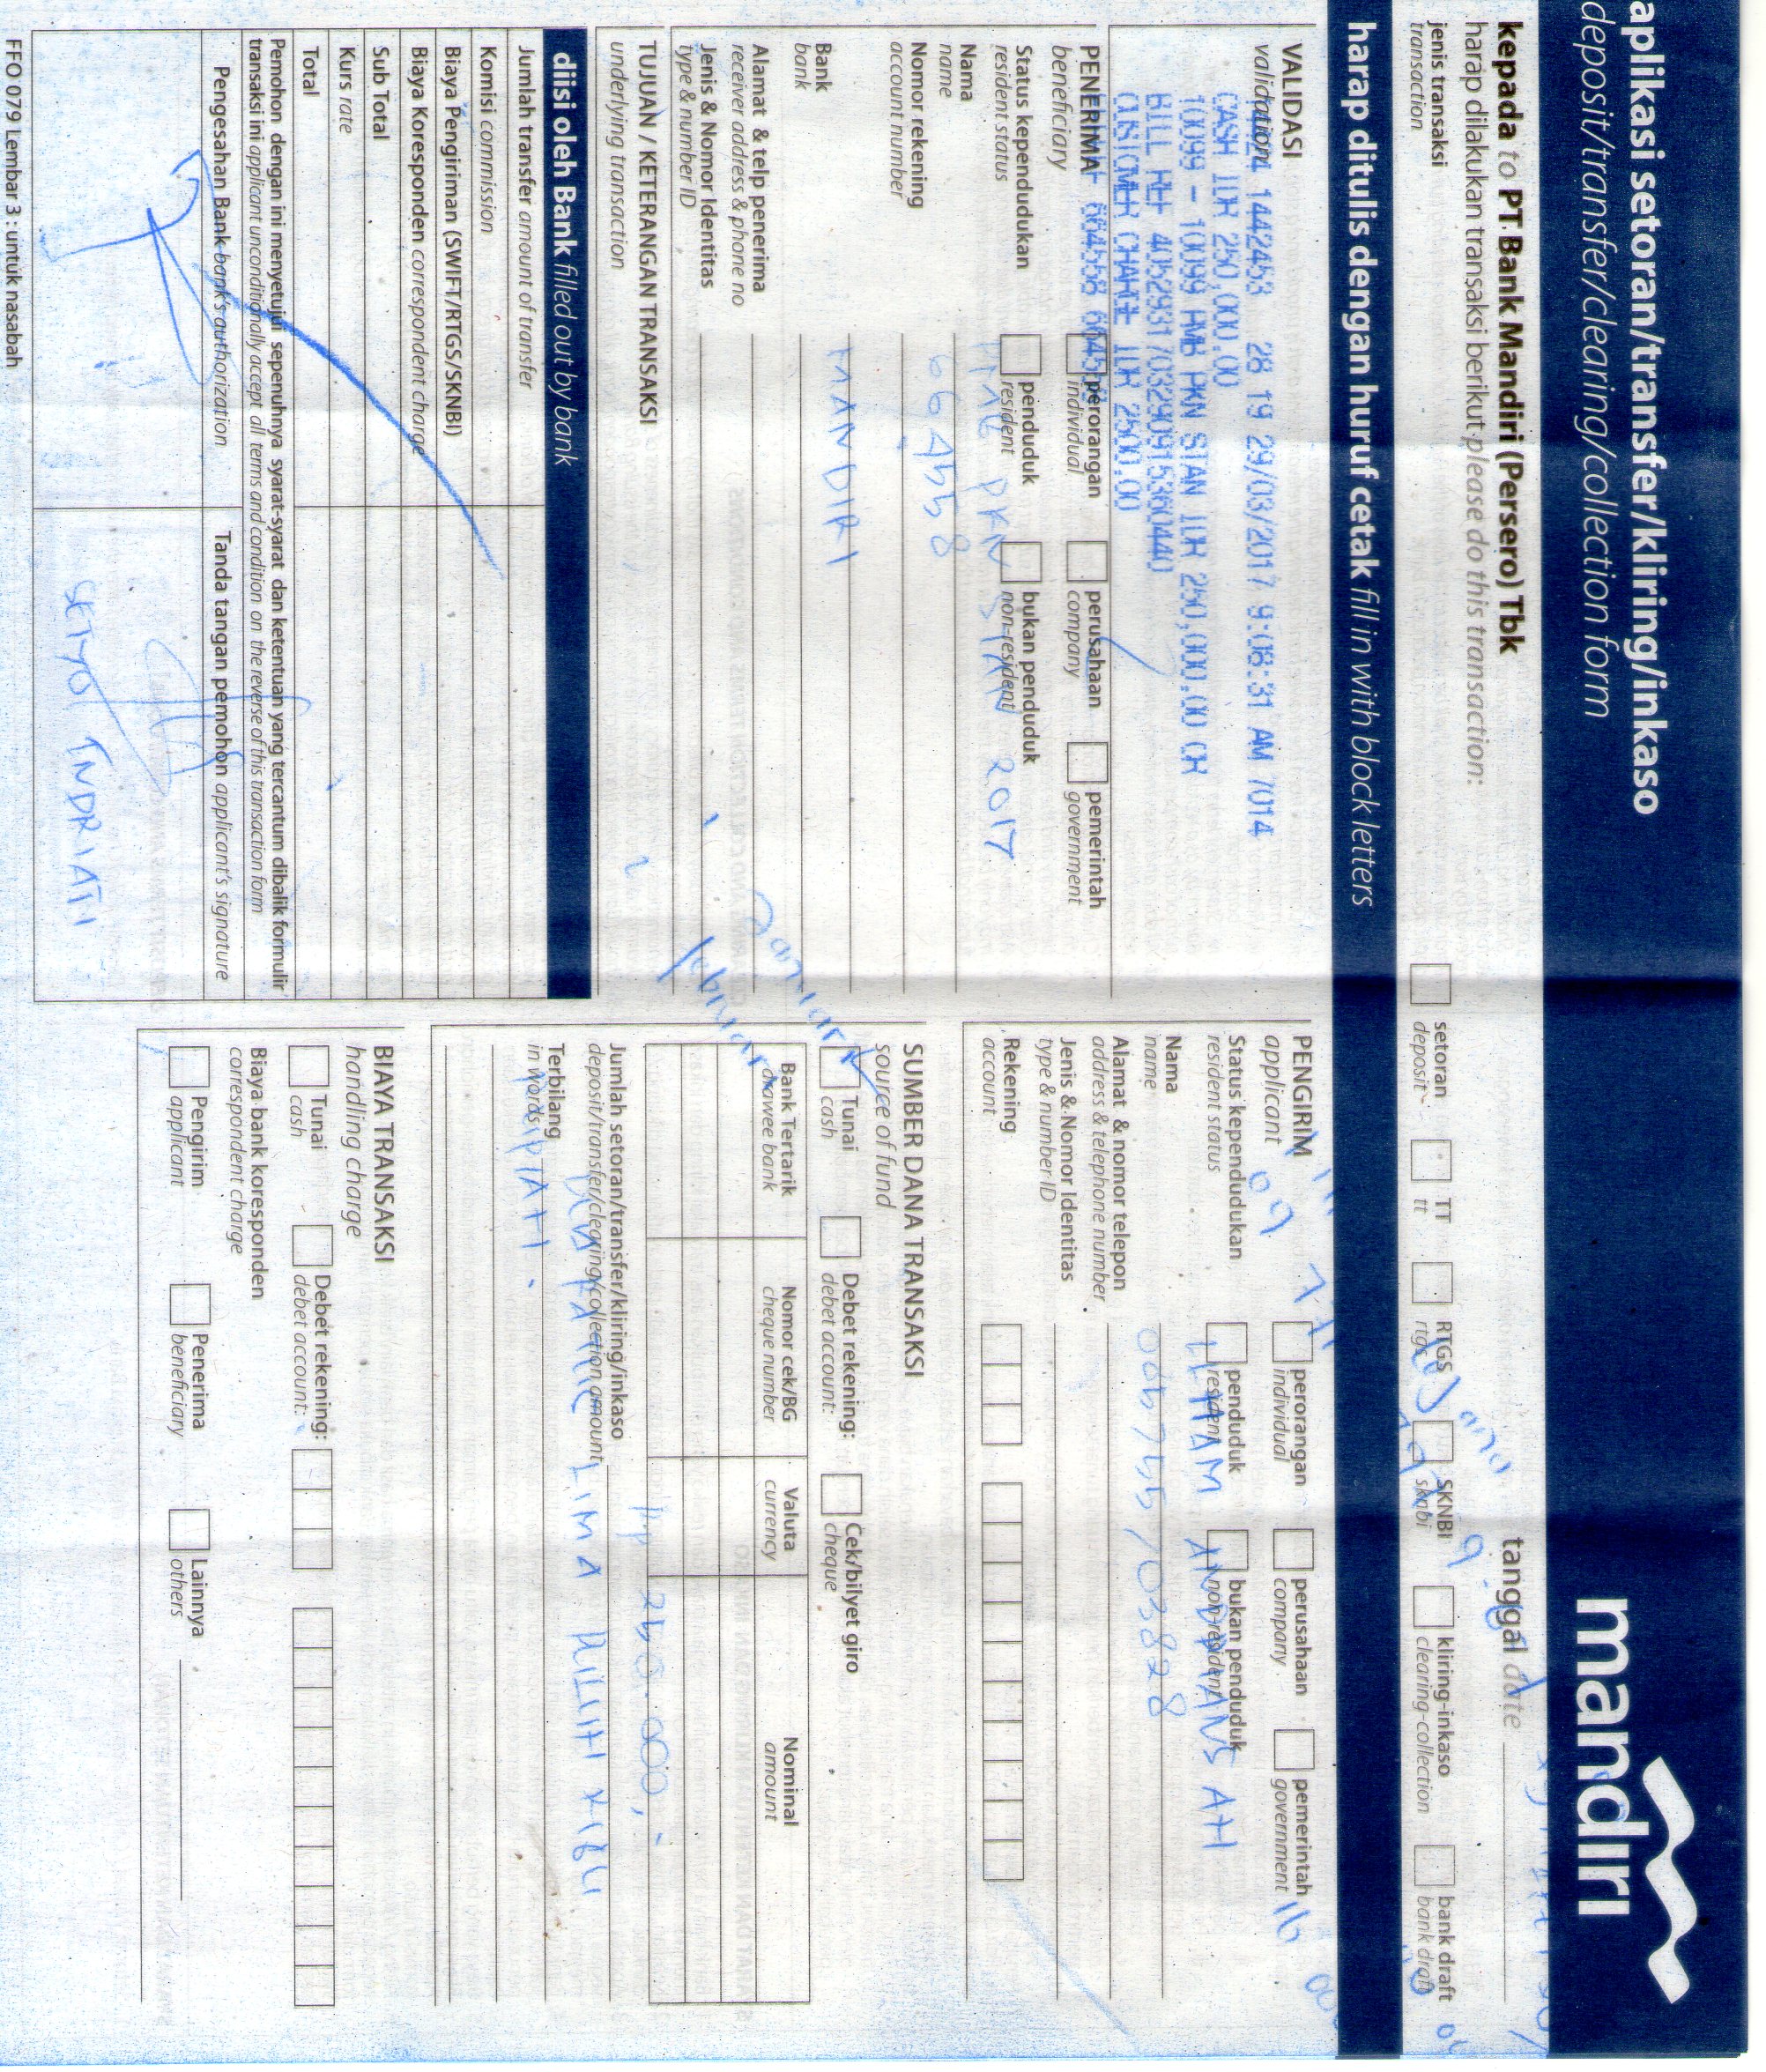 aplikasi setoran/transfer/kliring/inkaso
deposit/transfer/clearing/collection form
mandiri
kepada to PT Bank Mandiri (Persero) Tbk
tanggal date
harap dilakukan transaksi berikut please do this transaction:
jenis transaksi
transaction
setoran
deposit
TT
tt
RTGS
rtgs
SKNBI
sknbi
kliring-inkaso
clearing-collection
bank draft
bank draft
harap ditulis dengan huruf cetak fill in with block letters
VALIDASI
validation
14424 1442453 28 19 29/03/2017 9:08:31 AM 7014
CASH IDR 250,000.00
10099 - 10099 PMB PKN STAN IDR 250,000.00 CR
BILL REF 4052931703290915360440
CUSTOMER CHARGE IDR 2500.00
664558 664558
PENERIMA
beneficiary
perorangan
individual
perusahaan
company
pemerintah
government
Status kependudukan
resident status
penduduk
resident
bukan penduduk
non-resident
Nama
name
PMB PKN STAN 2017
Nomor rekening
account number
664558
Bank
bank
MANDIRI
Alamat & telp penerima
receiver address & phone no
Jenis & Nomor Identitas
type & number ID
TUJUAN / KETERANGAN TRANSAKSI
underlying transaction
diisi oleh Bank filled out by bank
Jumlah transfer amount of transfer
Komisi commission
Biaya Pengiriman (SWIFT/RTGS/SKNBI)
Biaya Koresponden correspondent charge
Sub Total
Kurs rate
Total
Pemohon dengan ini menyetujui sepenuhnya syarat-syarat dan ketentuan yang tercantum dibalik formulir
transaksi ini applicant unconditionally accept all terms and condition on the reverse of this transaction form
Pengesahan Bank bank's authorization
Tanda tangan pemohon applicant's signature
SETYO INDRIATI
FFO 079 Lembar 3 : untuk nasabah
PENGIRIM
applicant
perorangan
individual
perusahaan
company
pemerintah
government
Status kependudukan
resident status
penduduk
resident
bukan penduduk
non-resident
Nama
name
ILHAM ANDRIANSAH
Alamat & nomor telepon
address & telephone number
085755703828
Jenis & Nomor Identitas
type & number ID
Rekening
account
SUMBER DANA TRANSAKSI
source of fund
Tunai
cash
Debet rekening:
debet account:
Cek/bilyet giro
cheque
Januari
februari
Bank Tertarik
drawee bank
Nomor cek/BG
cheque number
Valuta
currency
Nominal
amount
Jumlah setoran/transfer/kliring/inkaso
deposit/transfer/clearing/collection amount
Rp 250.000,-
Terbilang
in words
DUA RATUS LIMA PULUH RIBU
RUPIAH.
BIAYA TRANSAKSI
handling charge
Tunai
cash
Debet rekening:
debet account:
Biaya bank koresponden
correspondent charge
Pengirim
applicant
Penerima
beneficiary
Lainnya
others